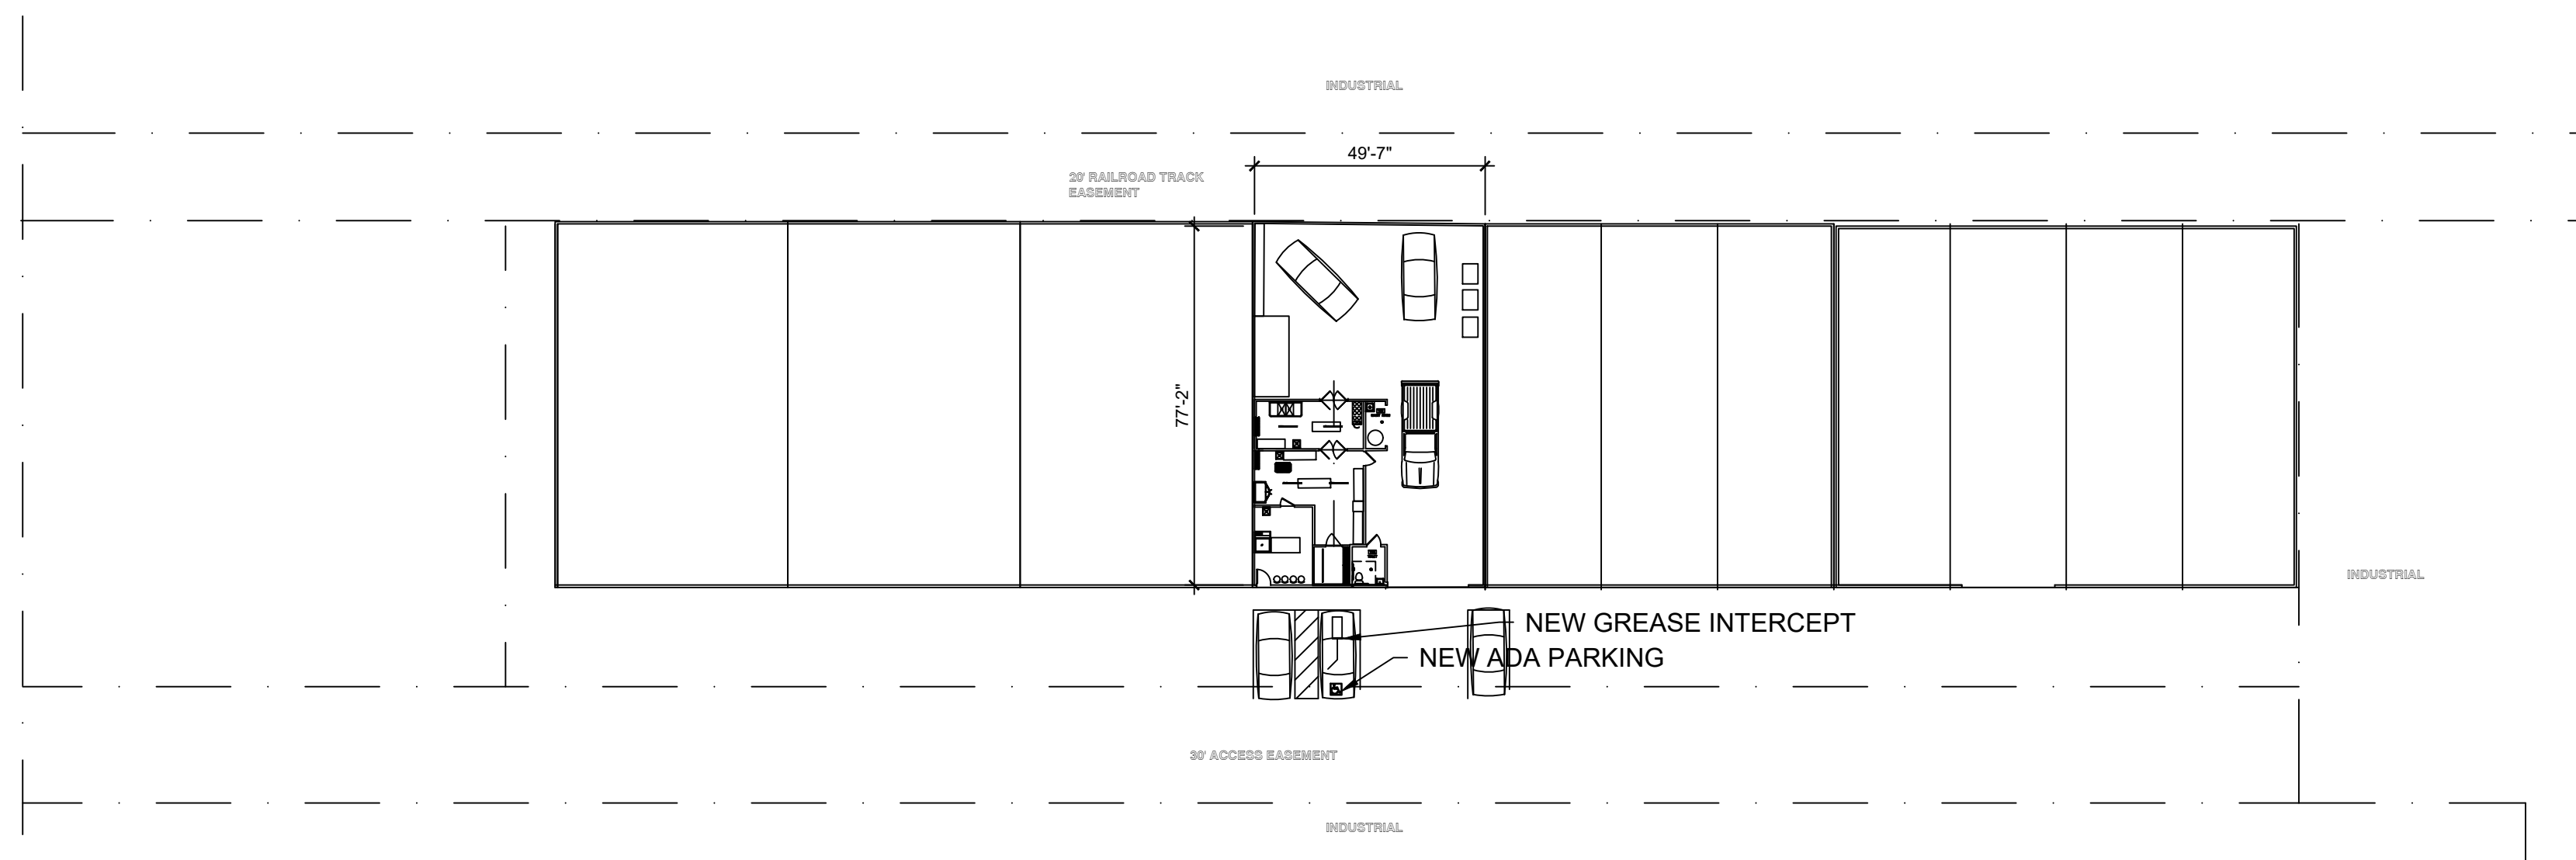 INDUSTRIAL
49'-7"
20' RAILROAD TRACK
EASEMENT
77'-2"
INDUSTRIAL
NEW GREASE INTERCEPT
NEW ADA PARKING
30' ACCESS EASEMENT
INDUSTRIAL